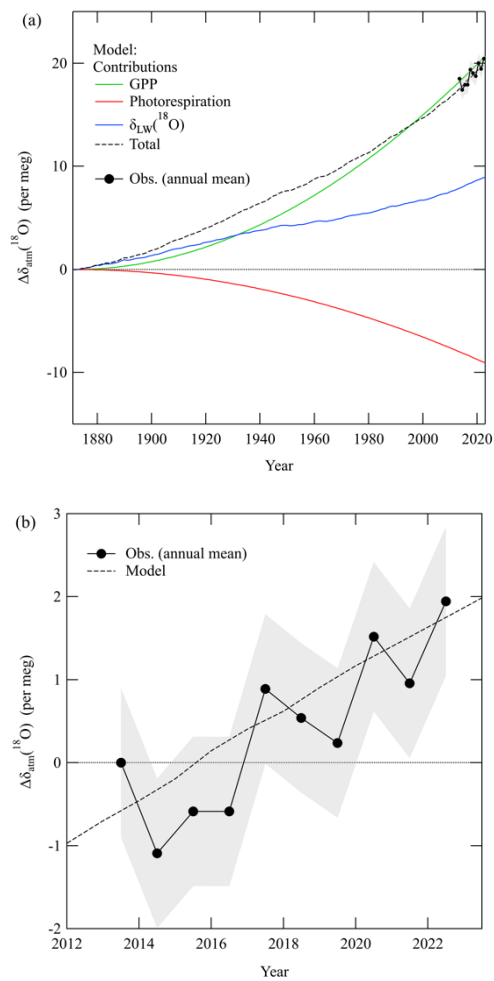 (a)
Model:
Contributions
GPP
Photorespiration
δLW(18O)
Total
Obs. (annual mean)
Δδatm(18O) (per meg)
20
10
0
-10
1880 1900 1920 1940 1960 1980 2000 2020
Year
(b)
Obs. (annual mean)
Model
Δδatm(18O) (per meg)
3
2
1
0
-1
-2
2012 2014 2016 2018 2020 2022
Year